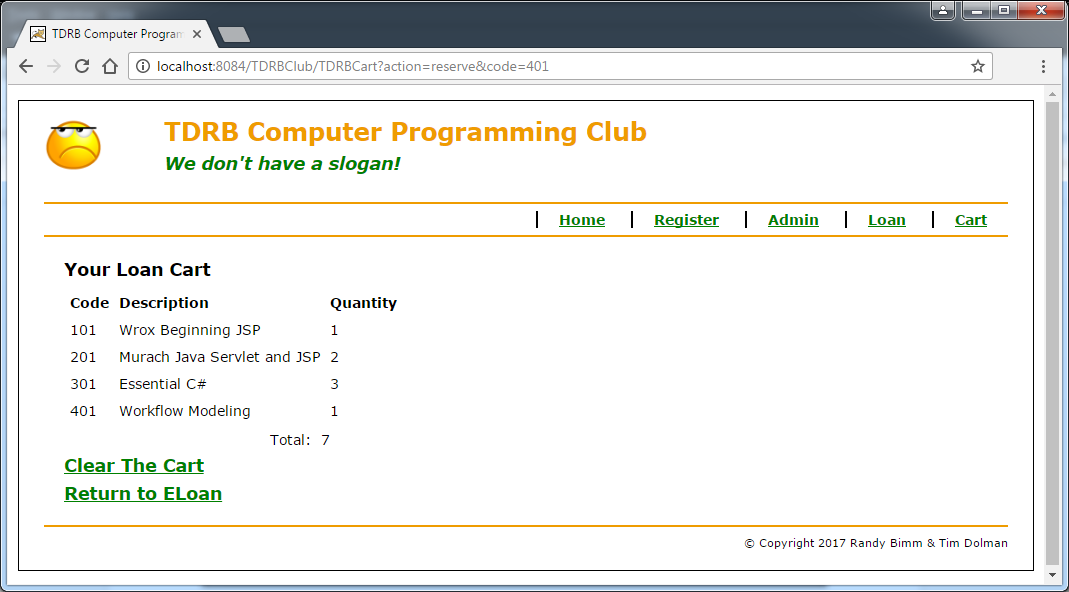 TDRB Computer Program
localhost:8084/TDRBClub/TDRBCart?action=reserve&code=401
TDRB Computer Programming Club
We don't have a slogan!
Home Register Admin Loan Cart
Your Loan Cart
Code Description Quantity
101 Wrox Beginning JSP 1
201 Murach Java Servlet and JSP 2
301 Essential C# 3
401 Workflow Modeling 1
Total: 7
Clear The Cart
Return to ELoan
© Copyright 2017 Randy Bimm & Tim Dolman